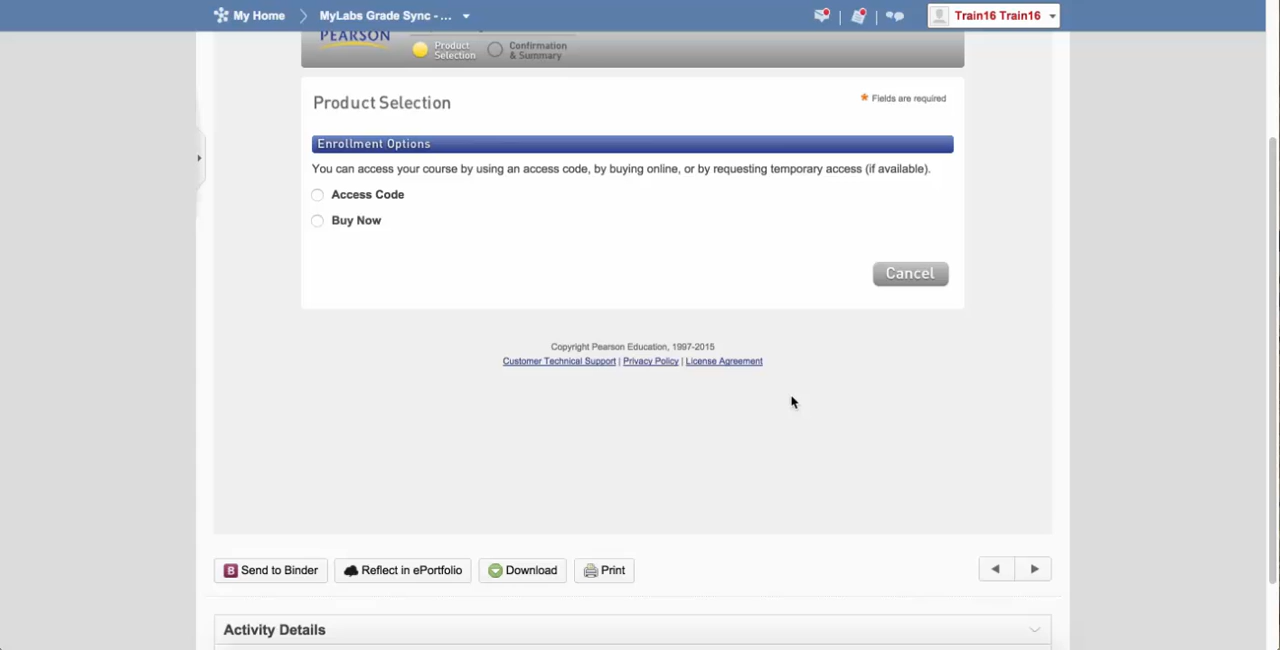 My Home
MyLabs Grade Sync - ...
Train16 Train16
PEARSON
Product
Selection
Confirmation
& Summary
Product Selection
* Fields are required
Enrollment Options
You can access your course by using an access code, by buying online, or by requesting temporary access (if available).
Access Code
Buy Now
Cancel
Copyright Pearson Education, 1997-2015
Customer Technical Support | Privacy Policy | License Agreement
B Send to Binder
Reflect in ePortfolio
Download
Print
Activity Details